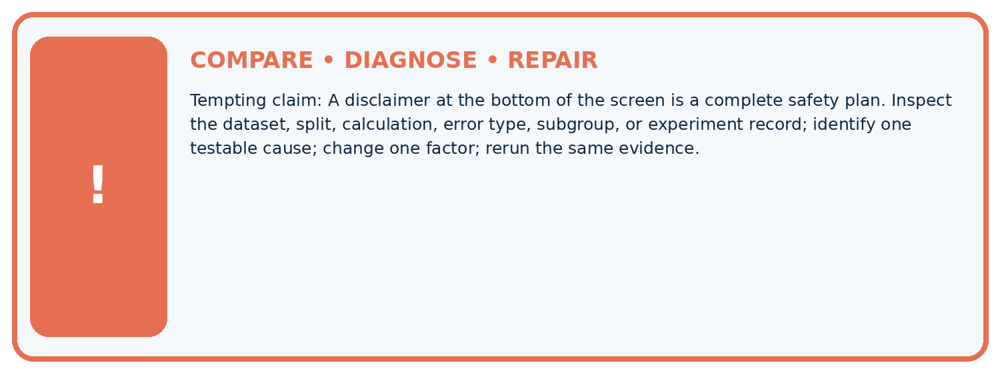 COMPARE • DIAGNOSE • REPAIR
Tempting claim: A disclaimer at the bottom of the screen is a complete safety plan. Inspect
the dataset, split, calculation, error type, subgroup, or experiment record; identify one
testable cause; change one factor; rerun the same evidence.
!